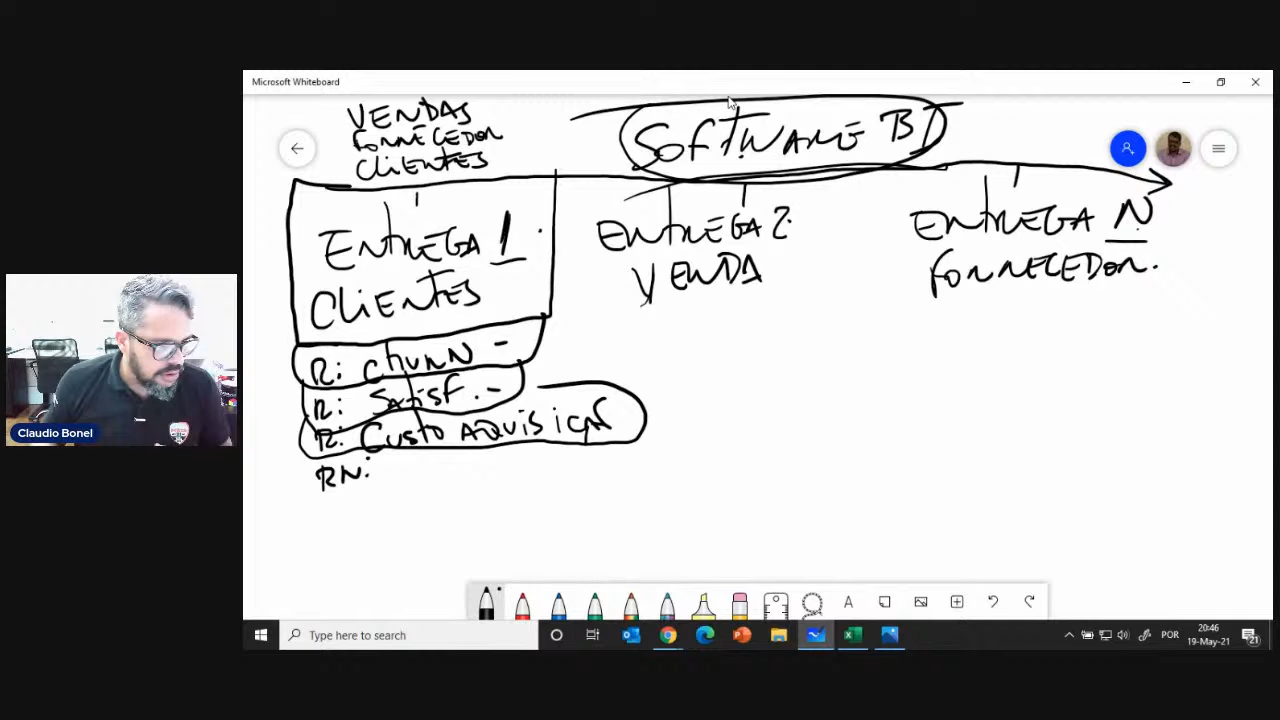 Microsoft Whiteboard
VENDAS
FORNECEDOR
CLIENTES
SOFTWARE BI
ENTREGA 1
CLIENTES
ENTREGA 2
VENDA
ENTREGA N
FORNECEDOR.
R: CHURN -
R: SATISF. -
R: CUSTO AQUISIÇÃO
RN:
Claudio Bonel
A
Type here to search
POR
20:46
19-May-21
21